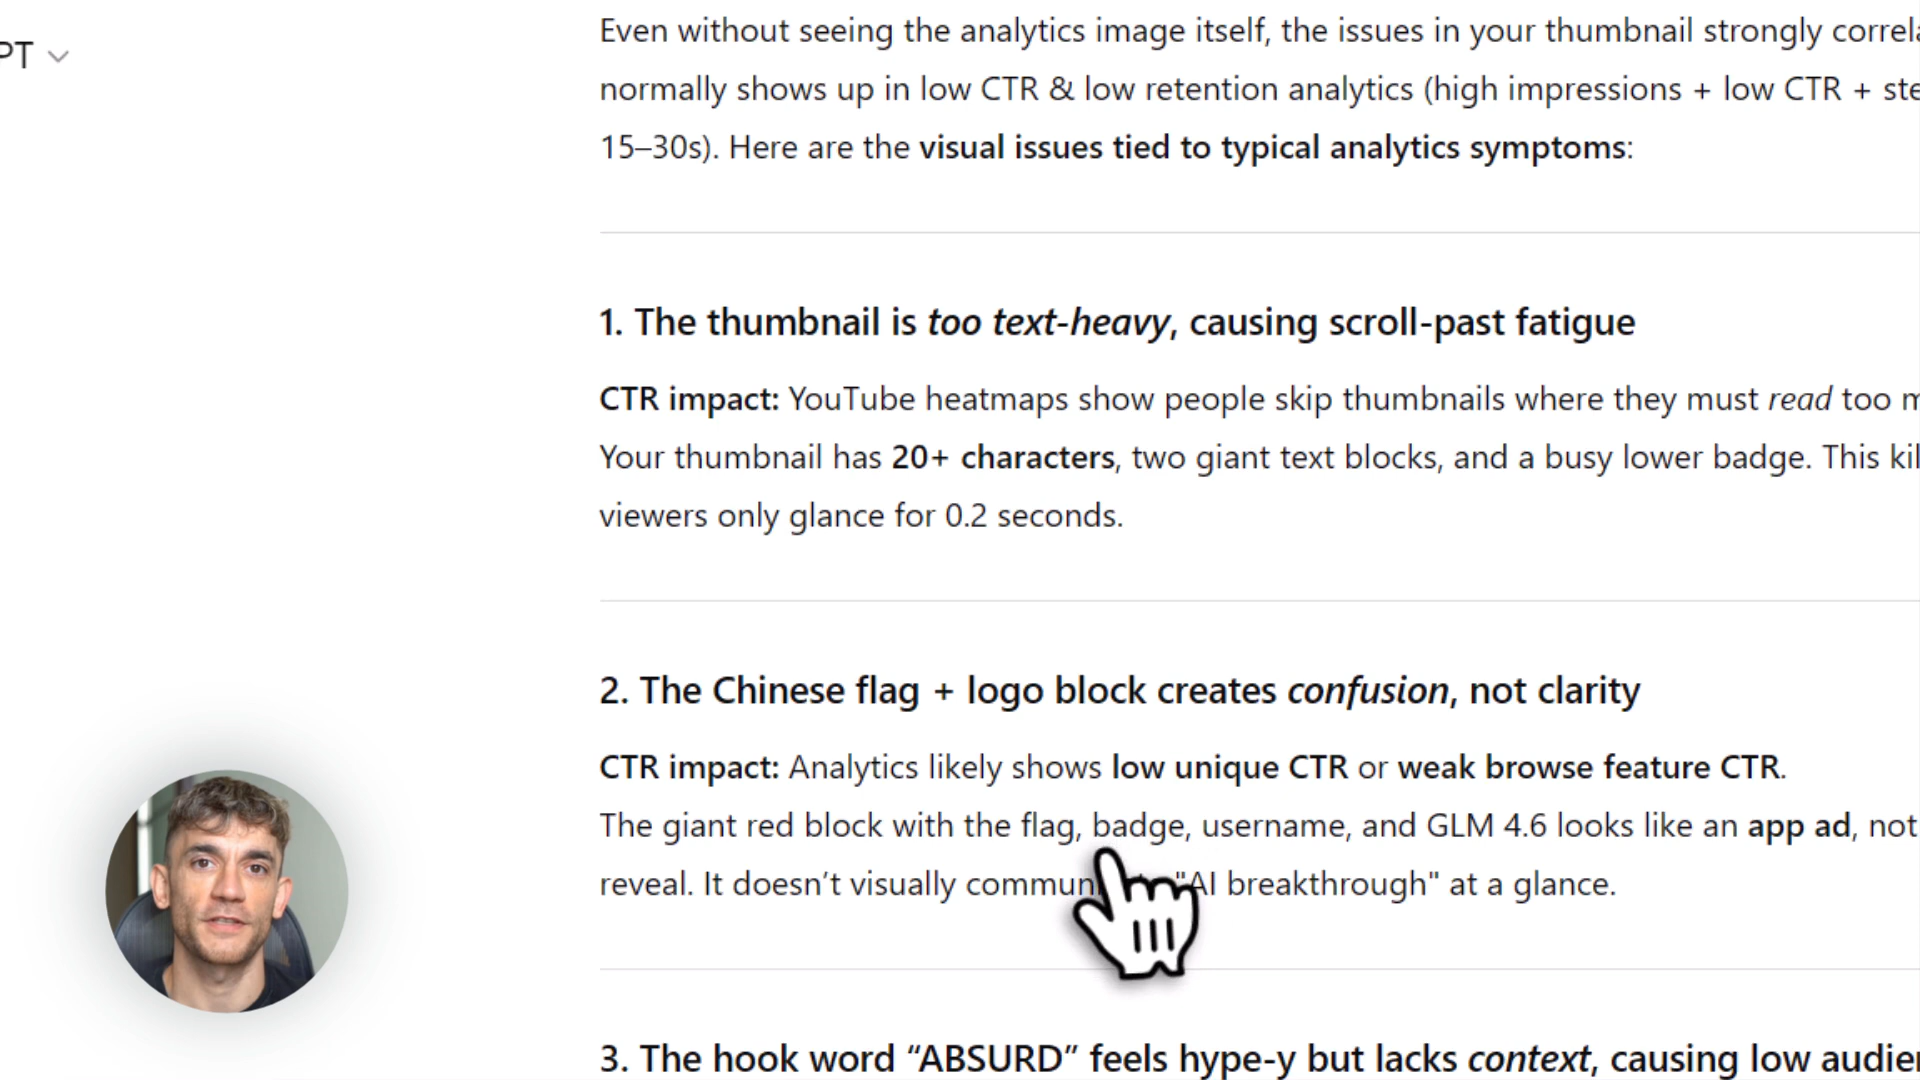 PT
Even without seeing the analytics image itself, the issues in your thumbnail strongly
normally shows up in low CTR & low retention analytics (high impressions + low CTR +
15–30s). Here are the visual issues tied to typical analytics symptoms:
1. The thumbnail is too text-heavy, causing scroll-past fatigue
CTR impact: YouTube heatmaps show people skip thumbnails where they must read too
Your thumbnail has 20+ characters, two giant text blocks, and a busy lower badge. This
viewers only glance for 0.2 seconds.
2. The Chinese flag + logo block creates confusion, not clarity
CTR impact: Analytics likely shows low unique CTR or weak browse feature CTR.
The giant red block with the flag, badge, username, and GLM 4.6 looks like an app ad, not
reveal. It doesn’t visually "AI breakthrough" at a glance.
3. The hook word “ABSURD” feels hype-y but lacks context, causing low